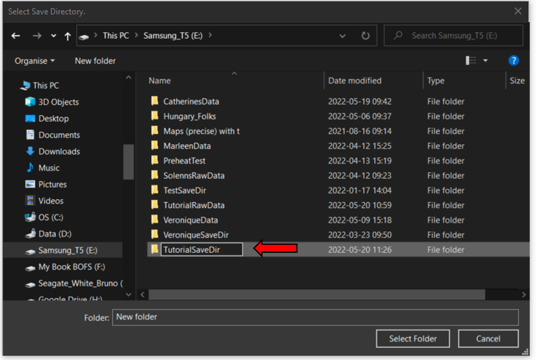 Select Save Directory.
This PC > Samsung_T5 (E:) >
Search Samsung_T5 (E:)
Organise
New folder
?
This PC
3D Objects
Desktop
Documents
Downloads
Music
Pictures
Videos
OS (C:)
Data (D:)
Samsung_T5 (E:)
My Book BOFS (F:)
Seagate_White_Bruno (
Google Drive (H:)
Name Date modified Type Size
CatherinesData 2022-05-19 09:42 File folder
Hungary_Folks 2022-05-06 09:37 File folder
Maps (precise) with t 2021-08-16 09:14 File folder
MarleenData 2022-04-12 15:25 File folder
PreheatTest 2022-04-13 15:19 File folder
SolennsRawData 2022-04-12 09:23 File folder
TestSaveDir 2022-01-17 14:04 File folder
TutorialRawData 2022-05-20 10:59 File folder
VeroniqueData 2022-05-09 15:18 File folder
VeroniqueSaveDir 2022-03-23 09:50 File folder
TutorialSaveDir 2022-05-20 11:26 File folder
Folder: New folder
Select Folder
Cancel